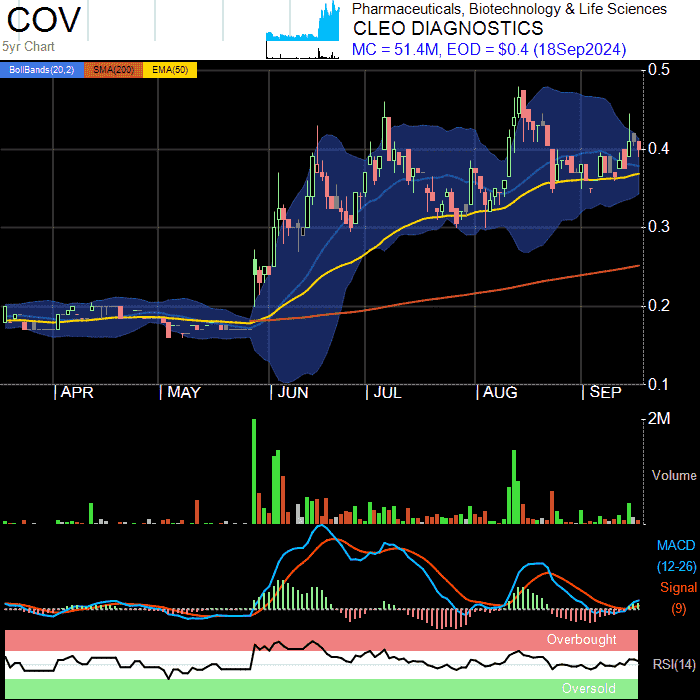 COV
5yr Chart
Pharmaceuticals, Biotechnology & Life Sciences
CLEO DIAGNOSTICS
MC = 51.4M, EOD = $0.4 (18Sep2024)
BollBands(20,2) SMA(200) EMA(50)
0.5
0.4
0.3
0.2
0.1
APR MAY JUN JUL AUG SEP
2M
Volume
MACD
(12-26)
Signal
(9)
Overbought
RSI(14)
Oversold